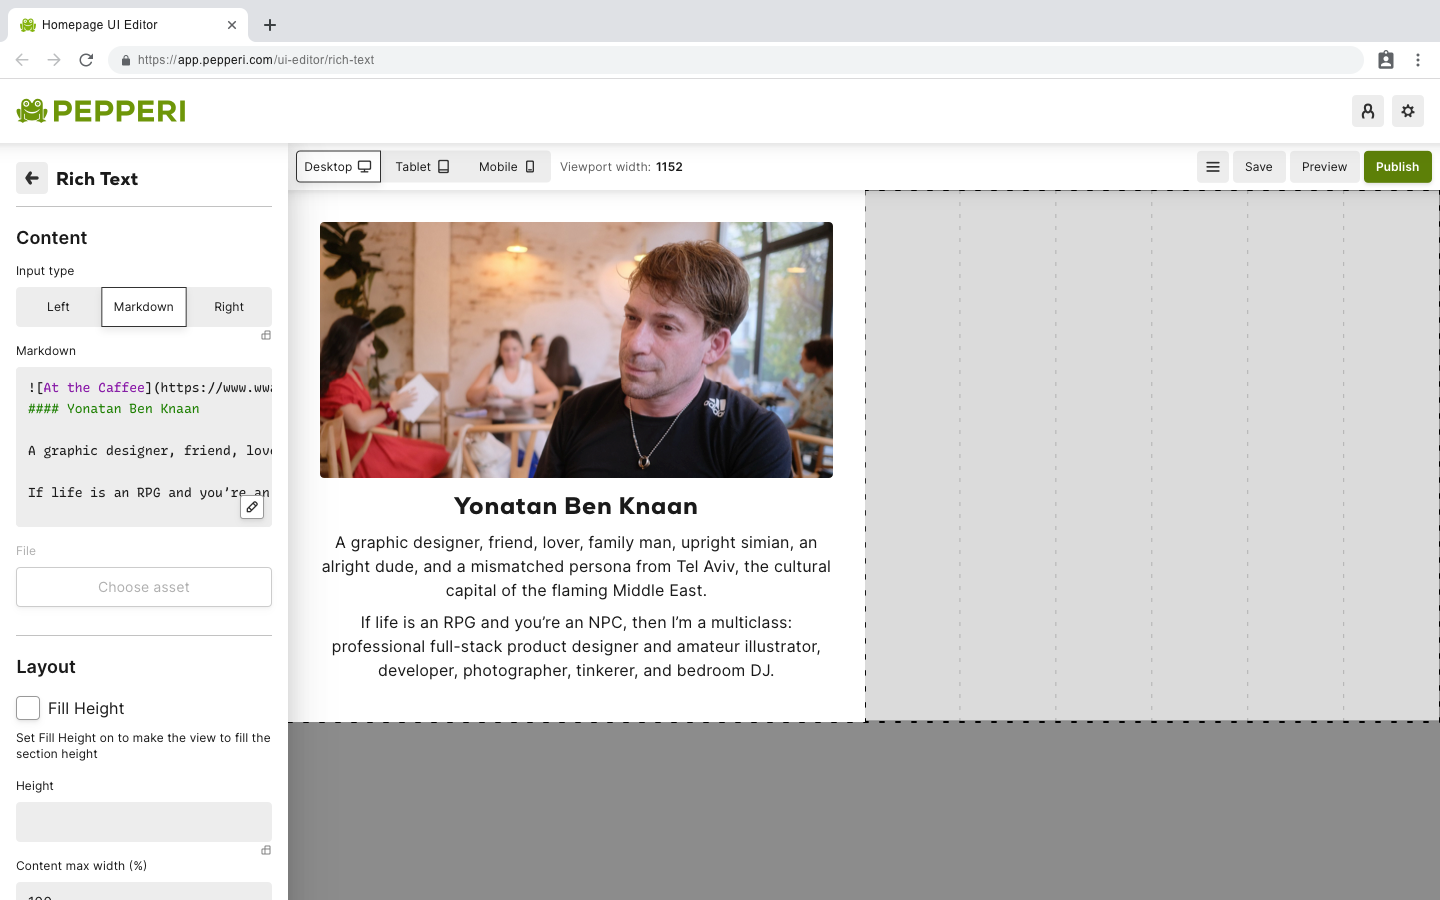 Homepage UI Editor
https://app.pepperi.com/ui-editor/rich-text
PEPPERI
Rich Text
Desktop
Tablet
Mobile
Viewport width: 1152
Save
Preview
Publish
Content
Input type
Left
Markdown
Right
Markdown
![At the Caffee](https://www.wwa
#### Yonatan Ben Knaan
A graphic designer, friend, love
If life is an RPG and you’re an
File
Choose asset
Layout
Fill Height
Set Fill Height on to make the view to fill the
section height
Height
Content max width (%)
100
Yonatan Ben Knaan
A graphic designer, friend, lover, family man, upright simian, an
alright dude, and a mismatched persona from Tel Aviv, the cultural
capital of the flaming Middle East.
If life is an RPG and you’re an NPC, then I’m a multiclass:
professional full-stack product designer and amateur illustrator,
developer, photographer, tinkerer, and bedroom DJ.